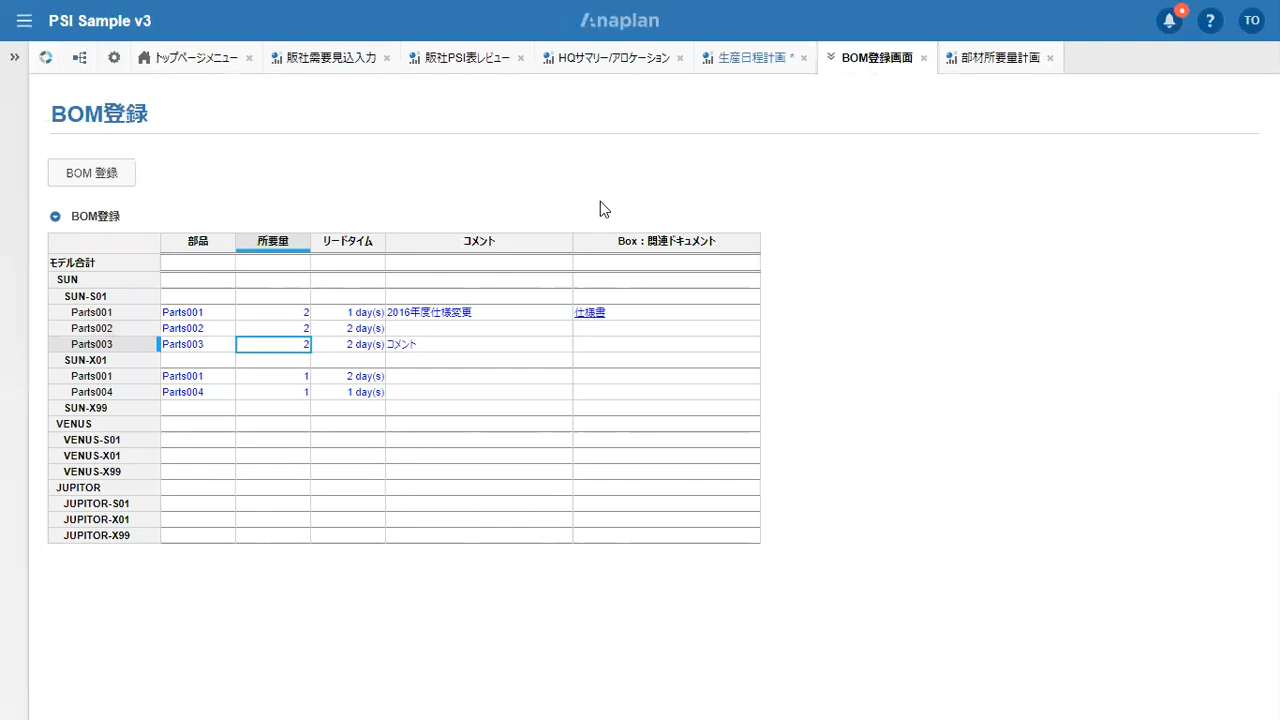 PSI Sample v3
Anaplan
? TO
トップページメニュー × 販社需要見込入力 × 販社PSI表レビュー × HQサマリー/アロケーション × 生産日程計画 * × BOM登録画面 × 部材所要量計画 ×
BOM登録
BOM 登録
BOM登録
部品 所要量 リードタイム コメント Box：関連ドキュメント
モデル合計
SUN
SUN-S01
Parts001 Parts001 2 1 day(s) 2016年度仕様変更 仕様書
Parts002 Parts002 2 2 day(s)
Parts003 Parts003 2 2 day(s) コメント
SUN-X01
Parts001 Parts001 1 2 day(s)
Parts004 Parts004 1 1 day(s)
SUN-X99
VENUS
VENUS-S01
VENUS-X01
VENUS-X99
JUPITOR
JUPITOR-S01
JUPITOR-X01
JUPITOR-X99